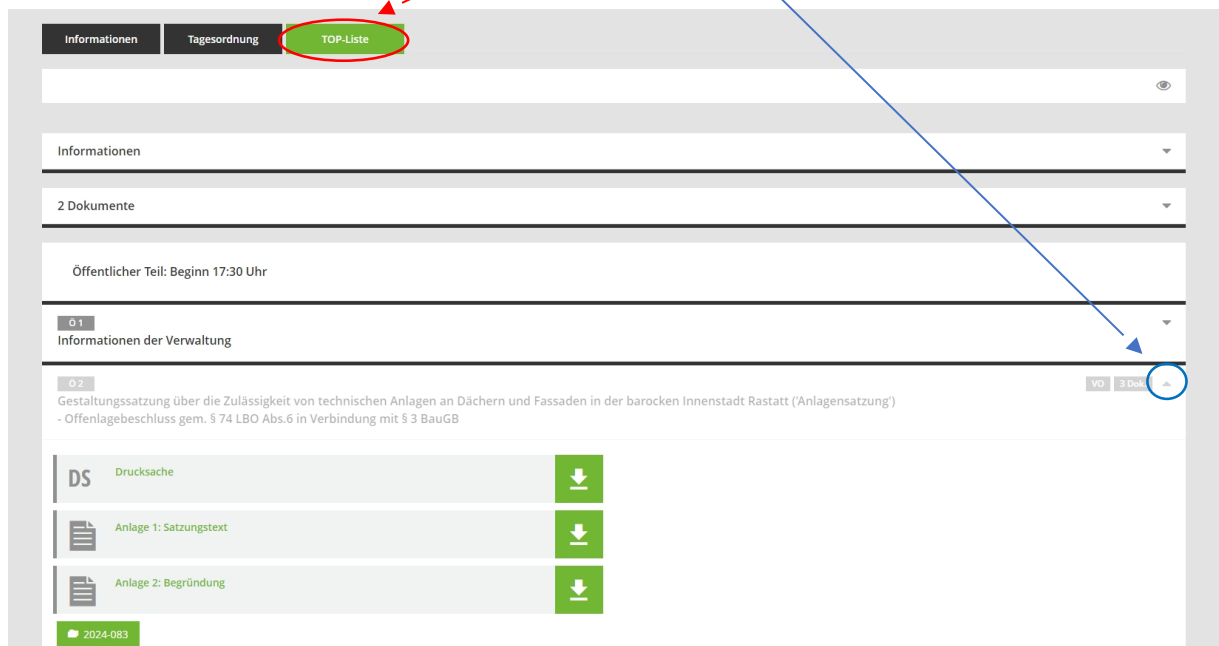 Informationen
Tagesordnung
TOP-Liste
Informationen
2 Dokumente
Öffentlicher Teil: Beginn 17:30 Uhr
Ö 1
Informationen der Verwaltung
Ö 2
VO
3 Dok.
Gestaltungssatzung über die Zulässigkeit von technischen Anlagen an Dächern und Fassaden in der barocken Innenstadt Rastatt ('Anlagensatzung')
- Offenlagebeschluss gem. § 74 LBO Abs.6 in Verbindung mit § 3 BauGB
DS
Drucksache
Anlage 1: Satzungstext
Anlage 2: Begründung
2024-083